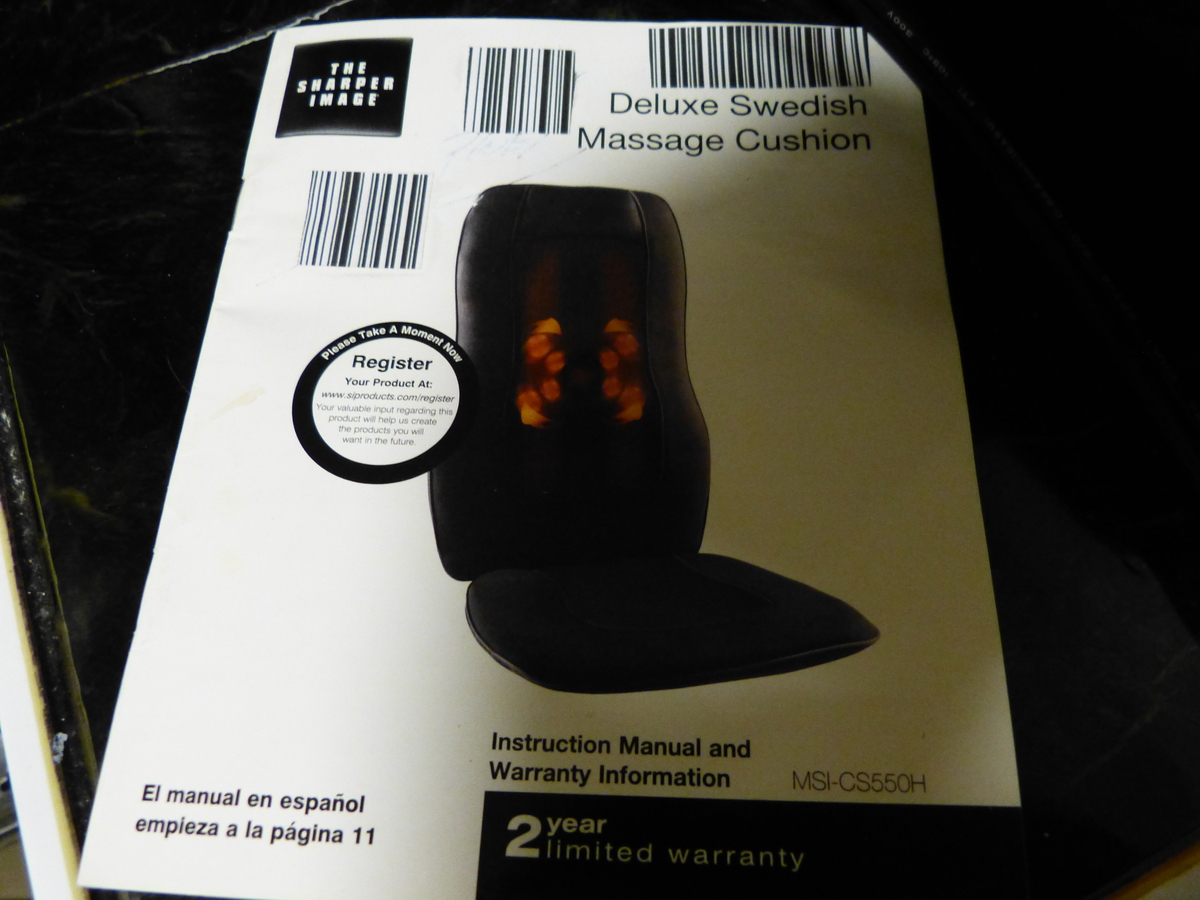 THE
SHARPER
IMAGE
Deluxe Swedish
Massage Cushion
Please Take A Moment Now
Register
Your Product At:
www.siproducts.com/register
Your valuable input regarding this
product will help us create
the products you will
want in the future.
Instruction Manual and
Warranty Information
MSI-CS550H
El manual en español
empieza a la página 11
2 year
limited warranty